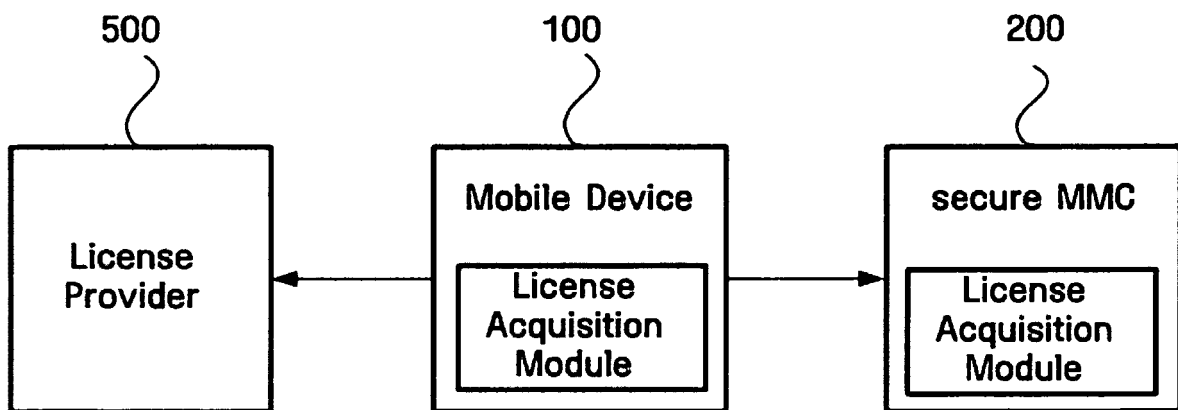 500
100
200
Mobile Device
secure MMC
License
Provider
License
Acquisition
Module
License
Acquisition
Module